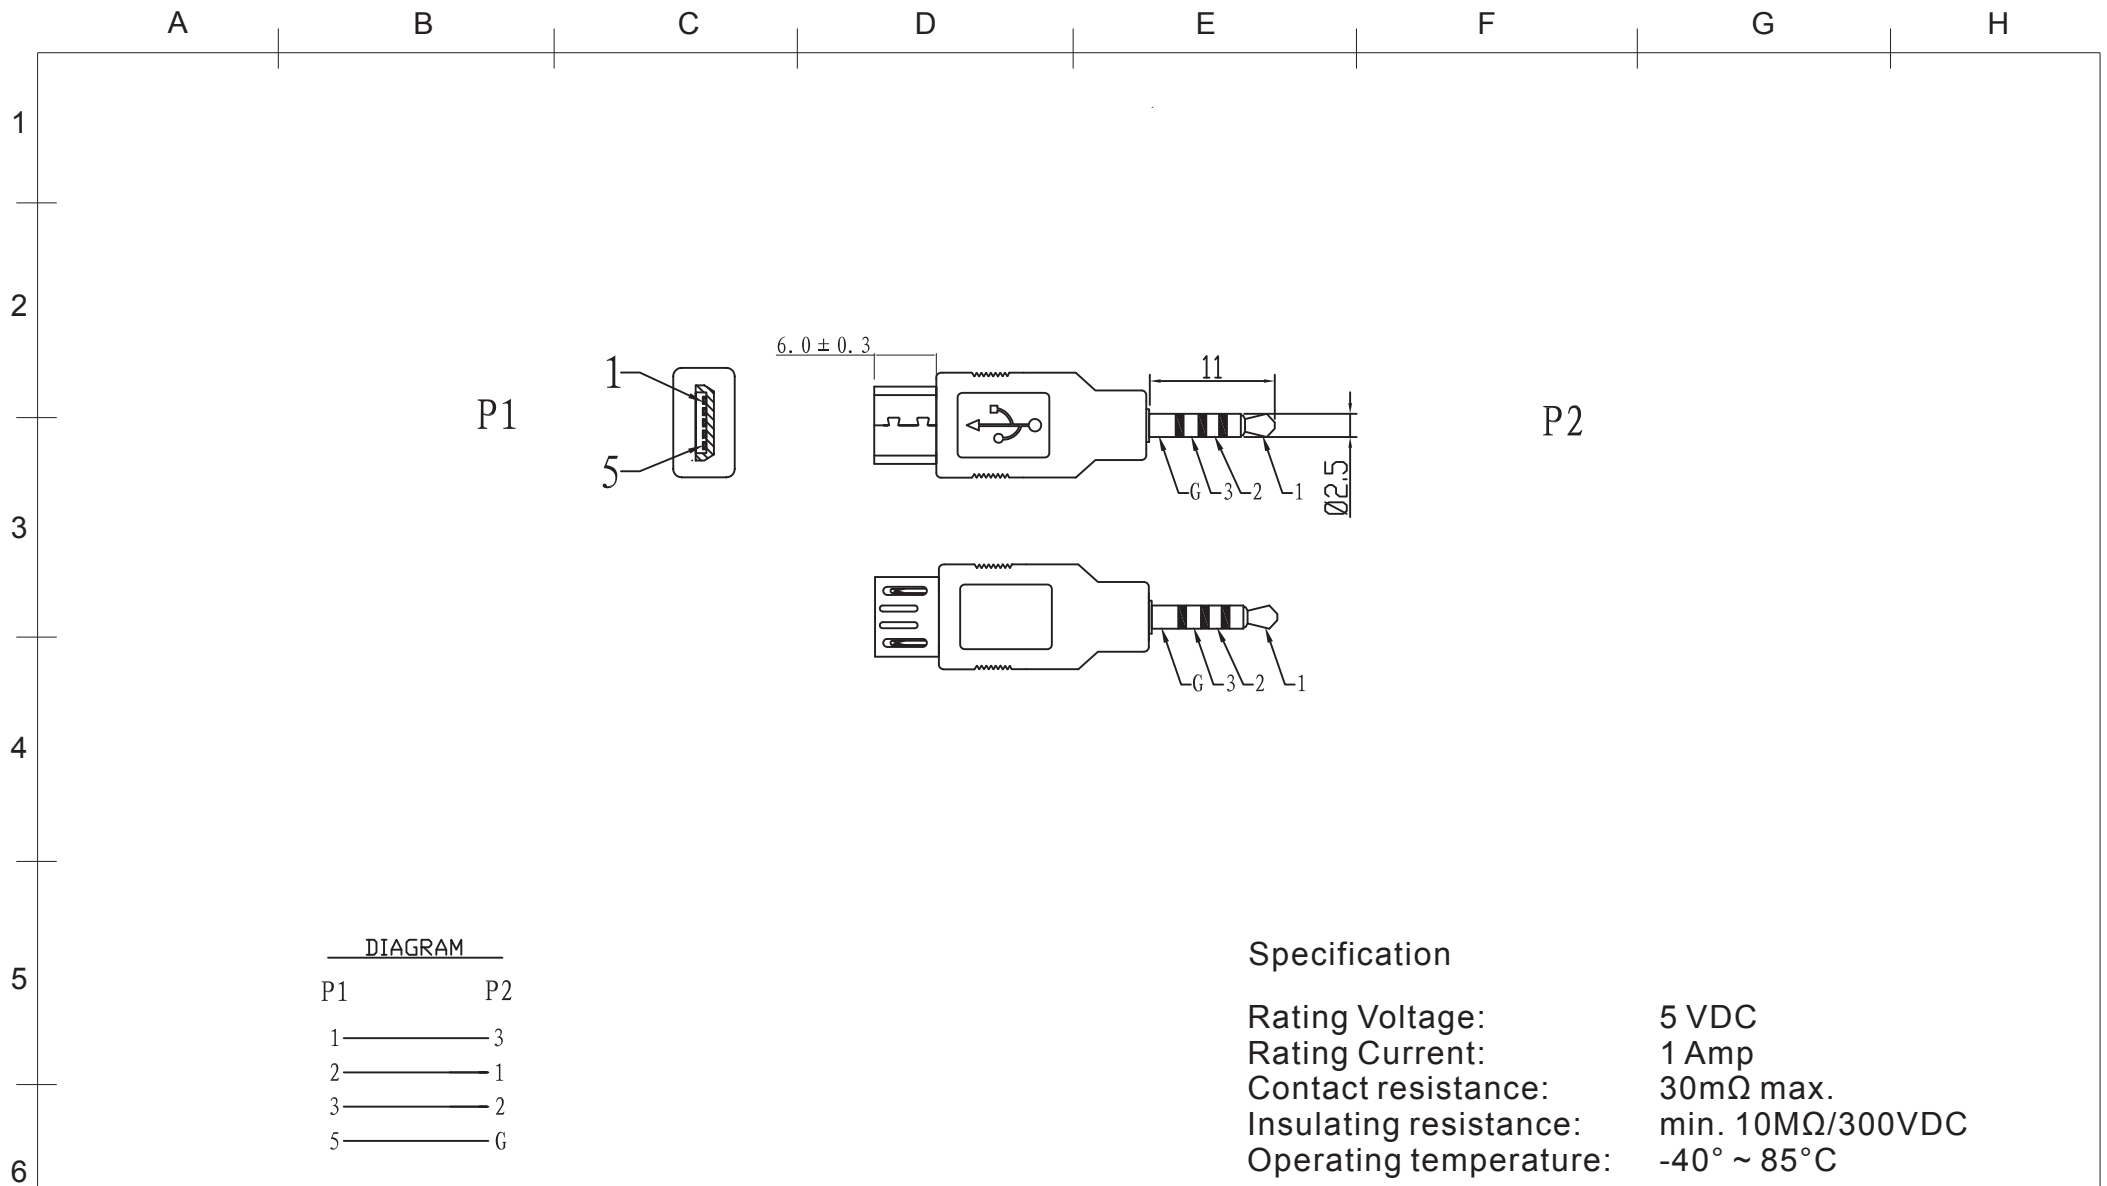 A B C D E F G H
1
2
3
4
5
6
P1
1
5
6.0±0.3
11
Ø2.5
G 3 2 1
P2
G 3 2 1
DIAGRAM
P1 P2
1 3
2 1
3 2
5 G
Specification
Rating Voltage: 5 VDC
Rating Current: 1 Amp
Contact resistance: 30mΩ max.
Insulating resistance: min. 10MΩ/300VDC
Operating temperature: -40° ~ 85°C